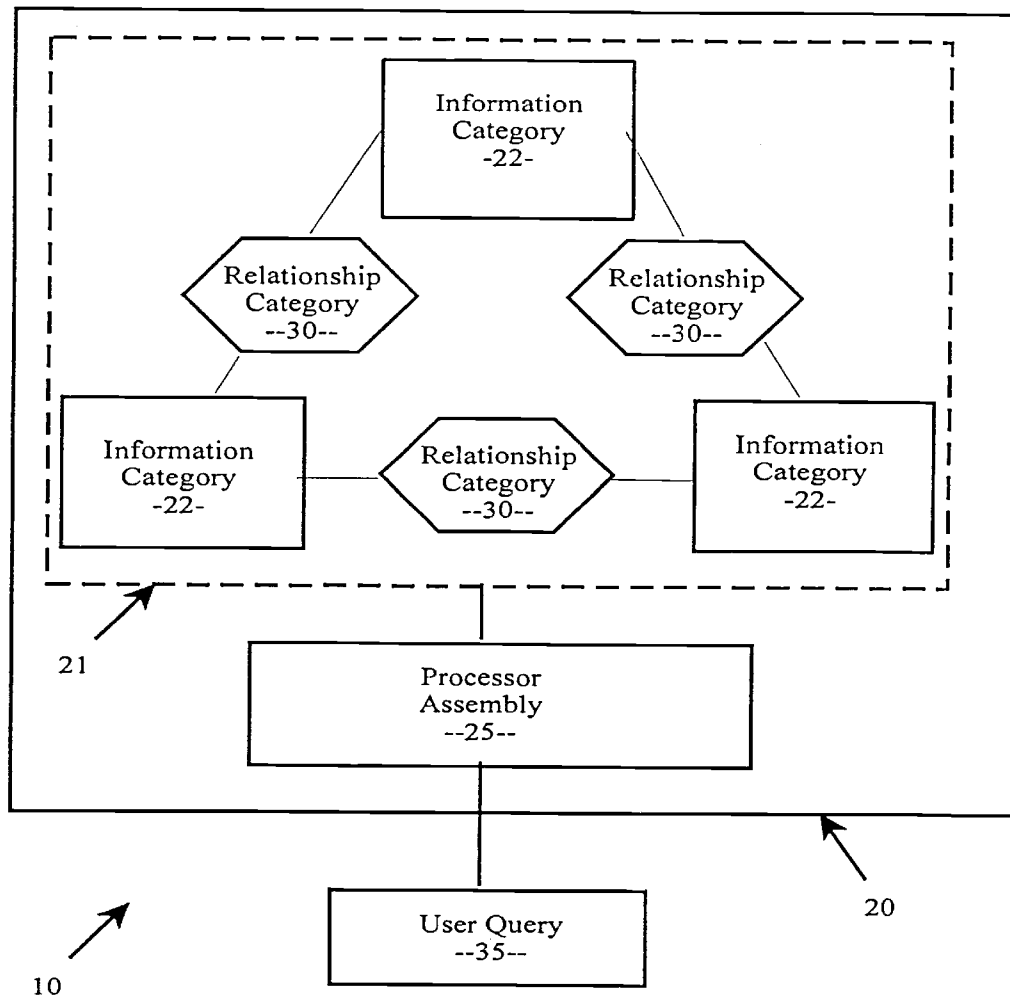 Information
Category
-22-
Relationship
Category
--30--
Relationship
Category
--30--
Information
Category
-22-
Relationship
Category
--30--
Information
Category
-22-
21
Processor
Assembly
--25--
20
User Query
--35--
10